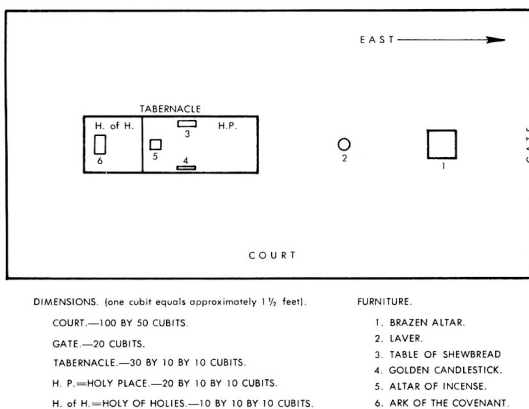 EAST
TABERNACLE
H. of H.
H.P.
3
6
5
4
2
1
COURT
DIMENSIONS. (one cubit equals approximately 1 1/2 feet).
COURT.—100 BY 50 CUBITS.
GATE.—20 CUBITS.
TABERNACLE.—30 BY 10 BY 10 CUBITS.
H. P.=HOLY PLACE.—20 BY 10 BY 10 CUBITS.
H. of H.=HOLY OF HOLIES.—10 BY 10 BY 10 CUBITS.
FURNITURE.
1. BRAZEN ALTAR.
2. LAVER.
3. TABLE OF SHEWBREAD
4. GOLDEN CANDLESTICK.
5. ALTAR OF INCENSE.
6. ARK OF THE COVENANT.